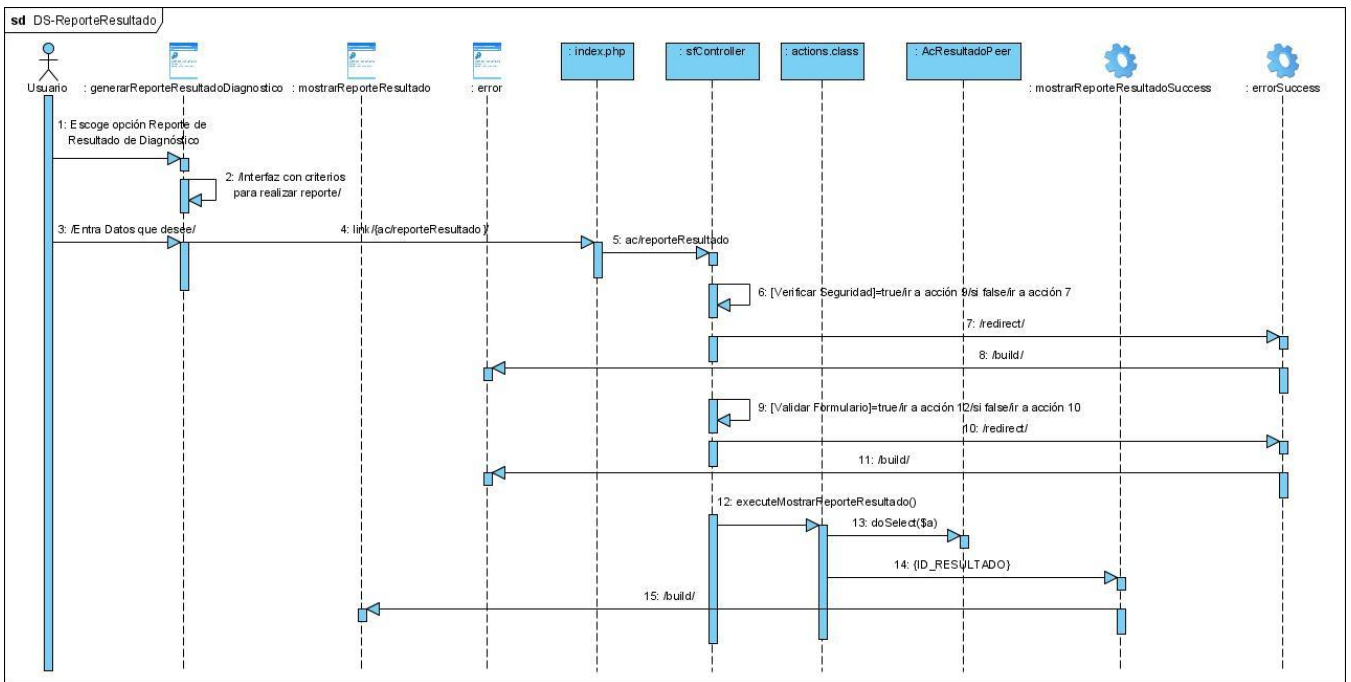 sd DS-ReporteResultado
: index.php
: sfController
: actions.class
: AcResultadoPeer
Usuario
: generarReporteResultadoDiagnostico
: mostrarReporteResultado
: error
: mostrarReporteResultadoSuccess
: errorSuccess
1: Escoge opción Reporte de
Resultado de Diagnóstico
2: /Interfaz con criterios
para realizar reporte/
3: /Entra Datos que desee/
4: link/{ac/reporteResultado}/
5: ac/reporteResultado
6: [Verificar Seguridad]=true/ir a acción 9/si false/ir a acción 7
7: /redirect/
8: /build/
9: [Validar Formulario]=true/ir a acción 12/si false/ir a acción 10
10: /redirect/
11: /build/
12: executeMostrarReporteResultado()
13: doSelect($a)
14: {ID_RESULTADO}
15: /build/